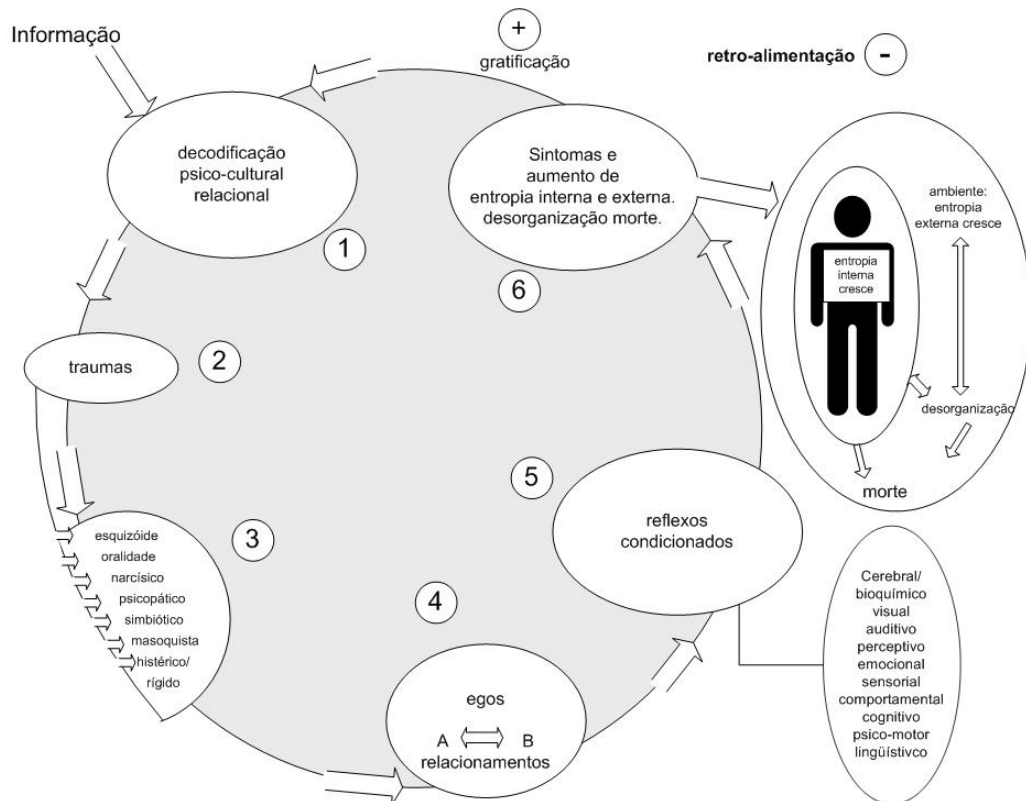 Informação
+
gratificação
retro-alimentação -
decodificação
psico-cultural
relacional
1
Sintomas e
aumento de
entropia interna e externa.
desorganização morte.
6
ambiente:
entropia
externa cresce
entropia
interna
cresce
desorganização
morte
traumas
2
esquizóide
oralidade
narcísico
psicopático
simbiótico
masoquista
histérico/
rígido
3
4
egos
A B
relacionamentos
5
reflexos
condicionados
Cerebral/
bioquímico
visual
auditivo
perceptivo
emocional
sensorial
comportamental
cognitivo
psico-motor
lingüístivco